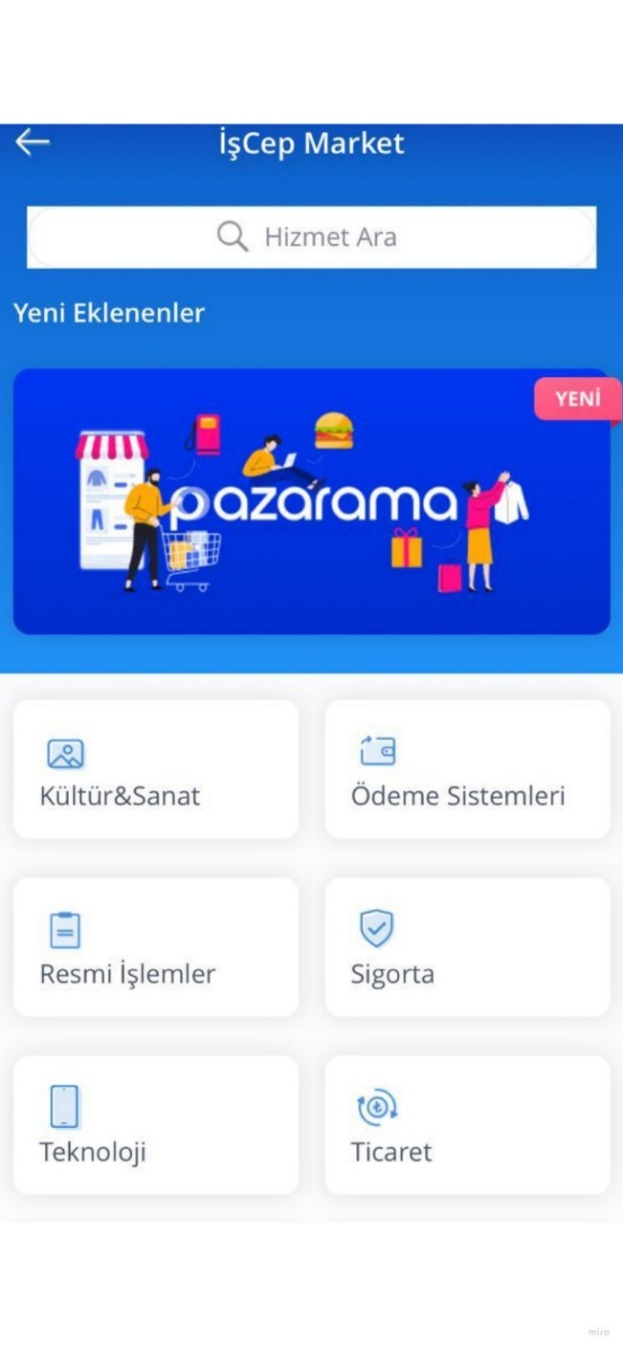 İşCep Market
Hizmet Ara
Yeni Eklenenler
YENİ
pazarama
Kültür&Sanat
Ödeme Sistemleri
Resmi İşlemler
Sigorta
Teknoloji
Ticaret
miro